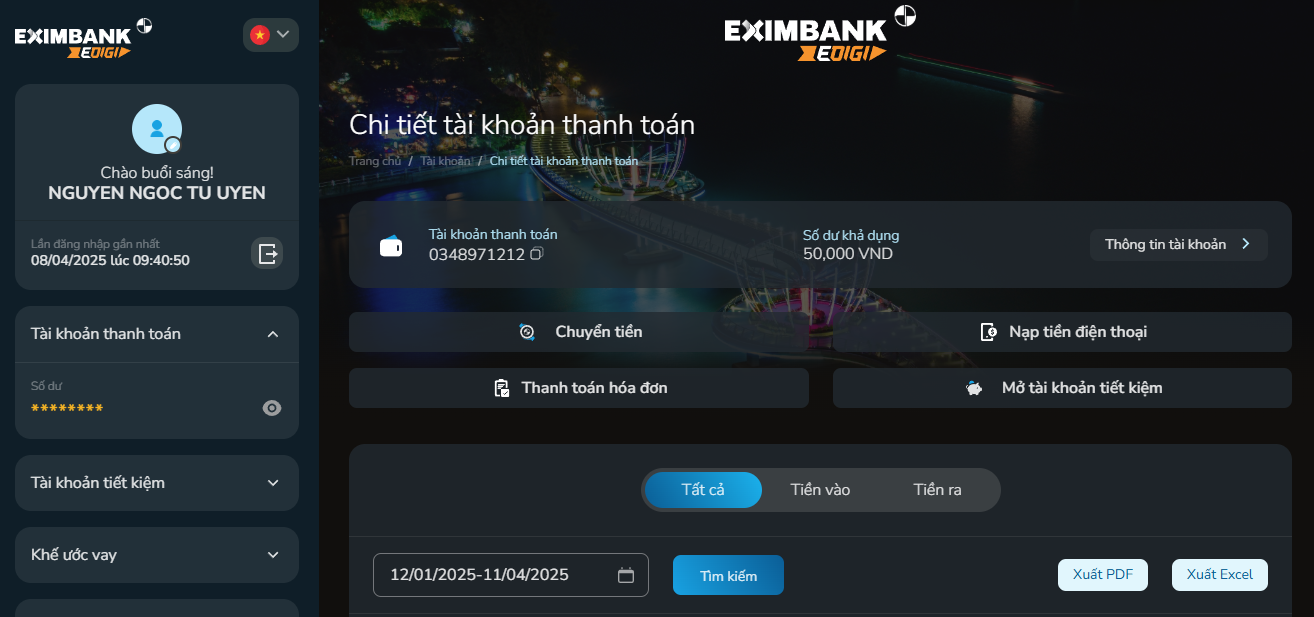 EXIMBANK
EDIGI
Chào buổi sáng!
NGUYEN NGOC TU UYEN
Lần đăng nhập gần nhất
08/04/2025 lúc 09:40:50
Tài khoản thanh toán
Số dư
********
Tài khoản tiết kiệm
Khế ước vay
EXIMBANK
EDIGI
Chi tiết tài khoản thanh toán
Trang chủ / Tài khoản / Chi tiết tài khoản thanh toán
Tài khoản thanh toán
0348971212
Số dư khả dụng
50,000 VND
Thông tin tài khoản
Chuyển tiền
Nạp tiền điện thoại
Thanh toán hóa đơn
Mở tài khoản tiết kiệm
Tất cả Tiền vào Tiền ra
12/01/2025-11/04/2025
Tìm kiếm
Xuất PDF
Xuất Excel